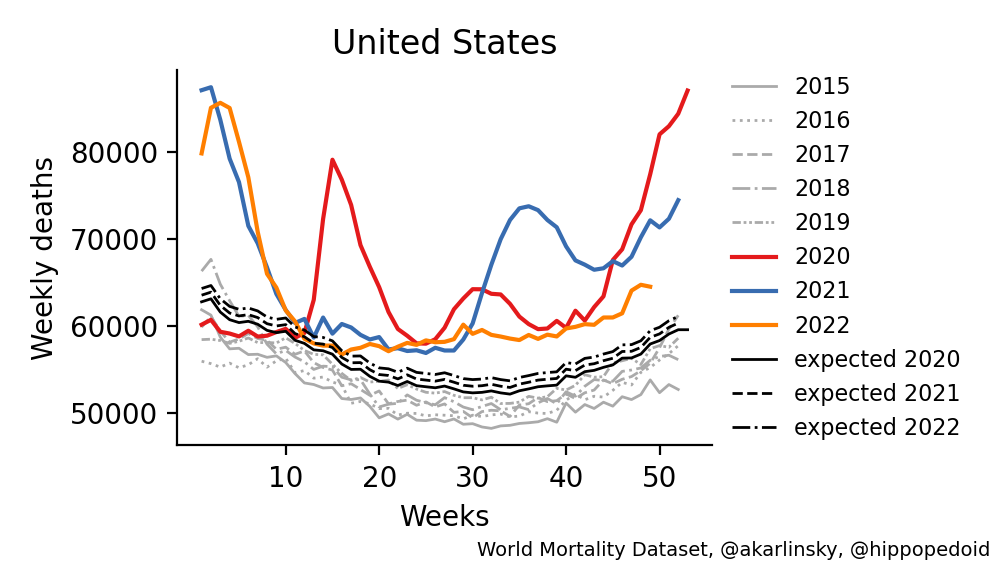 United States
Weekly deaths
80000
70000
60000
50000
10 20 30 40 50
Weeks
2015
2016
2017
2018
2019
2020
2021
2022
expected 2020
expected 2021
expected 2022
World Mortality Dataset, @akarlinsky, @hippopedoid